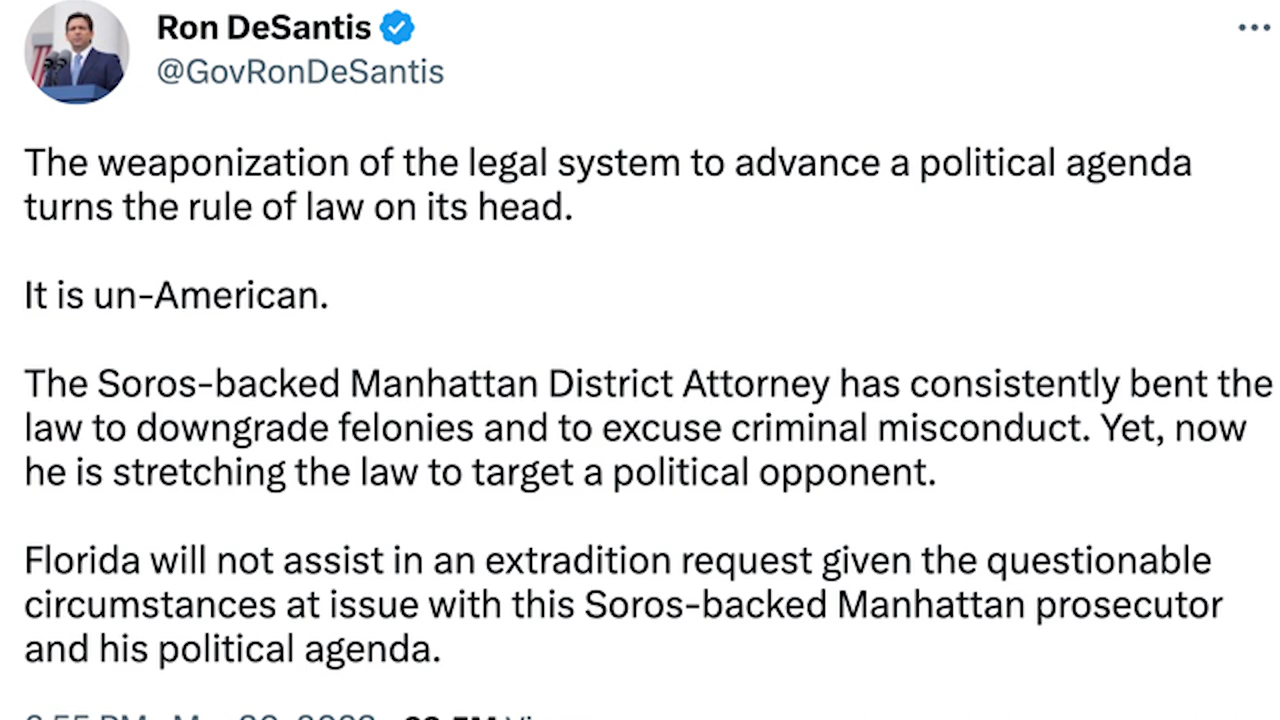 Ron DeSantis
@GovRonDeSantis
The weaponization of the legal system to advance a political agenda
turns the rule of law on its head.
It is un-American.
The Soros-backed Manhattan District Attorney has consistently bent the
law to downgrade felonies and to excuse criminal misconduct. Yet, now
he is stretching the law to target a political opponent.
Florida will not assist in an extradition request given the questionable
circumstances at issue with this Soros-backed Manhattan prosecutor
and his political agenda.